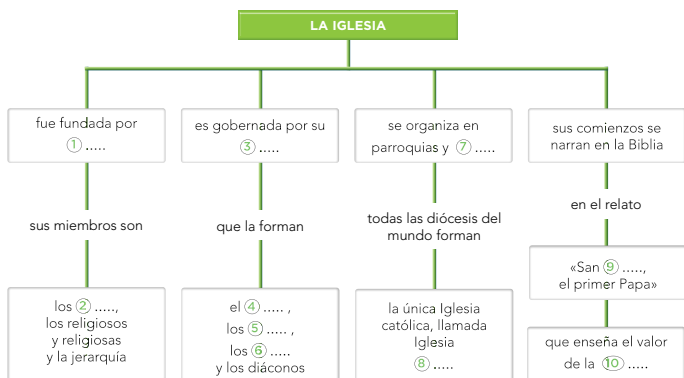 LA IGLESIA
fue fundada por
① .....
es gobernada por su
③ .....
se organiza en
parroquias y ⑦ .....
sus comienzos se
narran en la Biblia
sus miembros son
que la forman
todas las diócesis del
mundo forman
en el relato
los ② .....,
los religiosos
y religiosas
y la jerarquía
el ④ ..... ,
los ⑤ ..... ,
los ⑥ .....
y los diáconos
la única Iglesia
católica, llamada
Iglesia
⑧ .....
«San ⑨ .....,
el primer Papa»
que enseña el valor
de la ⑩ .....